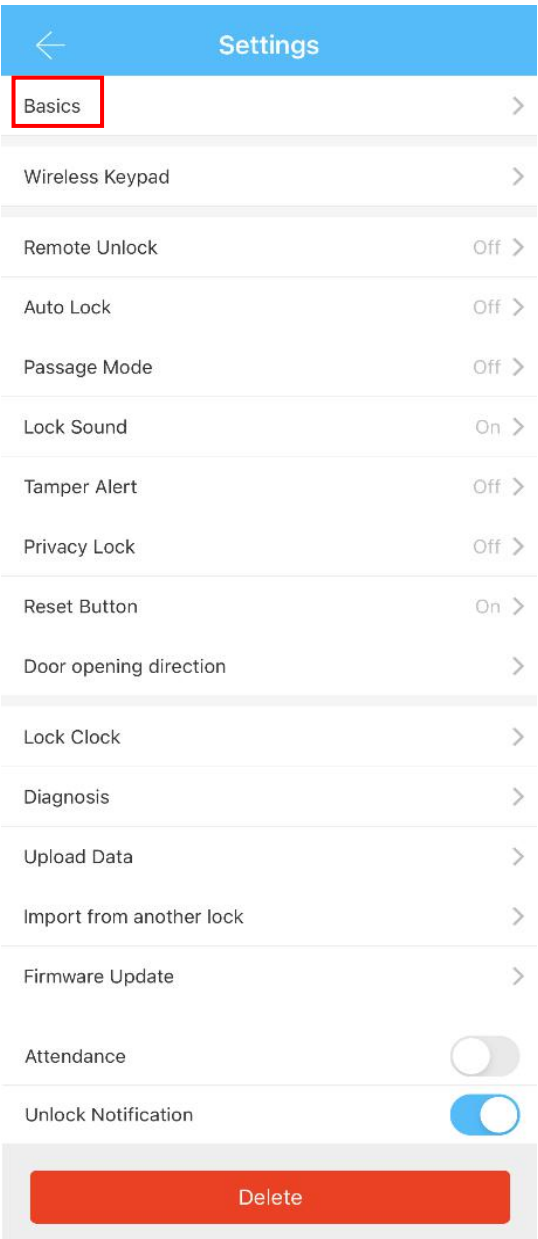 Settings
Basics
Wireless Keypad
Remote Unlock Off
Auto Lock Off
Passage Mode Off
Lock Sound On
Tamper Alert Off
Privacy Lock Off
Reset Button On
Door opening direction
Lock Clock
Diagnosis
Upload Data
Import from another lock
Firmware Update
Attendance
Unlock Notification
Delete